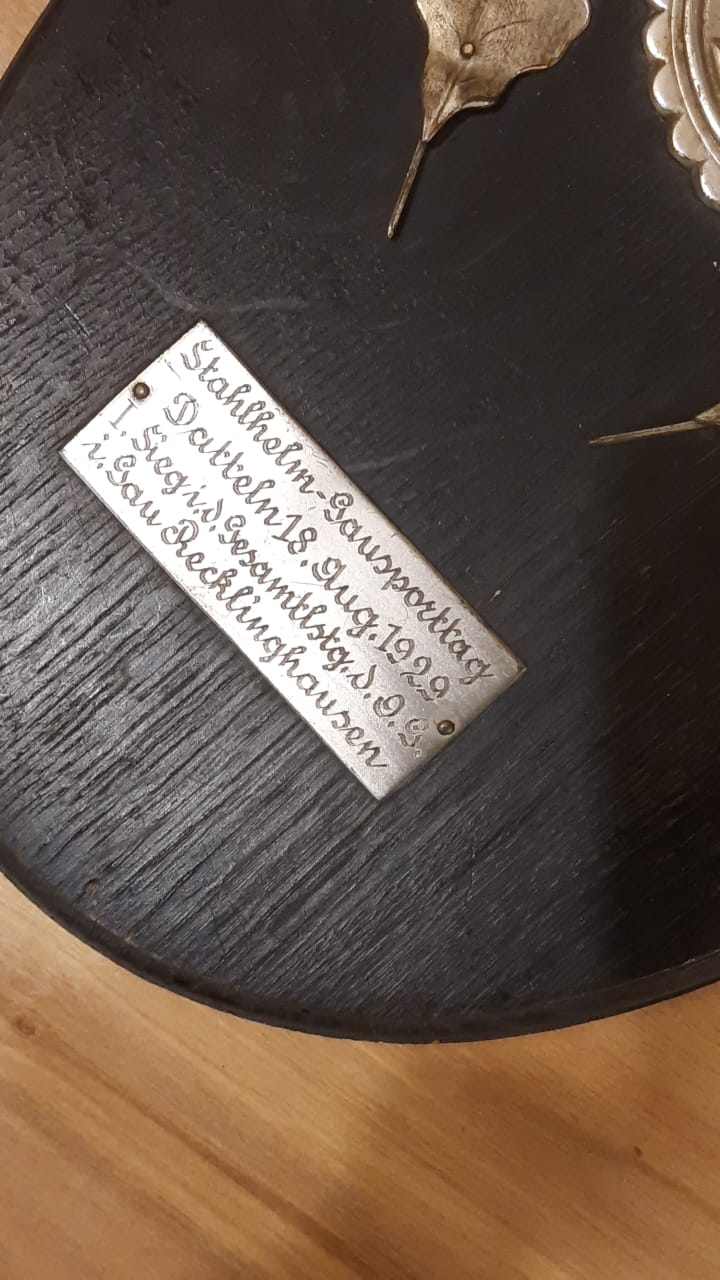 Stahlhelm-Gausporttag
Datteln 18. Aug. 1929
I. Sieg i. d. Gesamtlstg. d. O. G.
i. Gau Recklinghausen